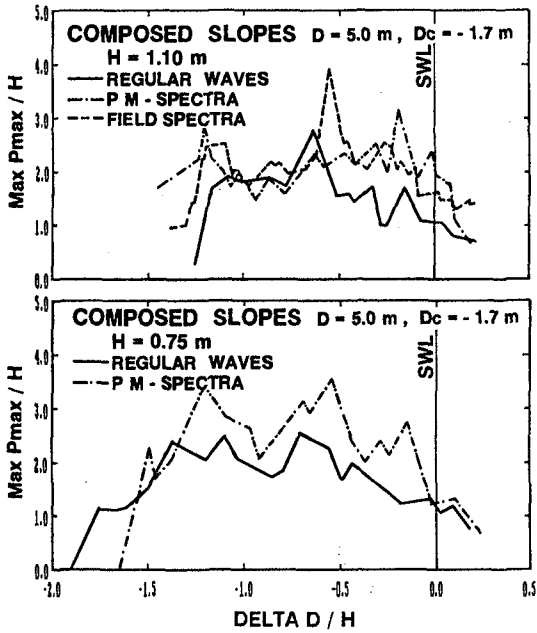 5.0
COMPOSED SLOPES D = 5.0 m , Dc = - 1.7 m
H = 1.10 m
REGULAR WAVES
P M - SPECTRA
FIELD SPECTRA
SWL
4.0
3.0
2.0
1.0
0.0
Max Pmax / H
5.0
COMPOSED SLOPES D = 5.0 m , Dc = - 1.7 m
H = 0.75 m
REGULAR WAVES
P M - SPECTRA
SWL
4.0
3.0
2.0
1.0
0.0
Max Pmax / H
-2.0 -1.5 -1.0 -0.5 0.0 0.5
DELTA D / H